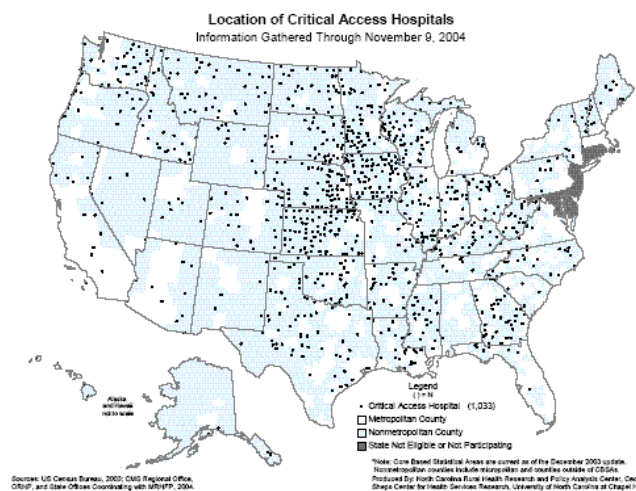 Location of Critical Access Hospitals
Information Gathered Through November 9, 2004
Alaska
and Hawaii
not to scale
Legend
( ) = N
Critical Access Hospital (1,033)
Metropolitan County
Nonmetropolitan County
State Not Eligible or Not Participating
Sources: US Census Bureau, 2003; CMS Regional Office,
ORHP, and State Offices Coordinating with MRHFP, 2004.
*Note: Core Based Statistical Areas are current as of the December 2003 update.
Nonmetropolitan counties include micropolitan and counties outside of CBSAs.
Produced By: North Carolina Rural Health Research and Policy Analysis Center,
Sheps Center for Health Services Research, University of North Carolina at Chapel